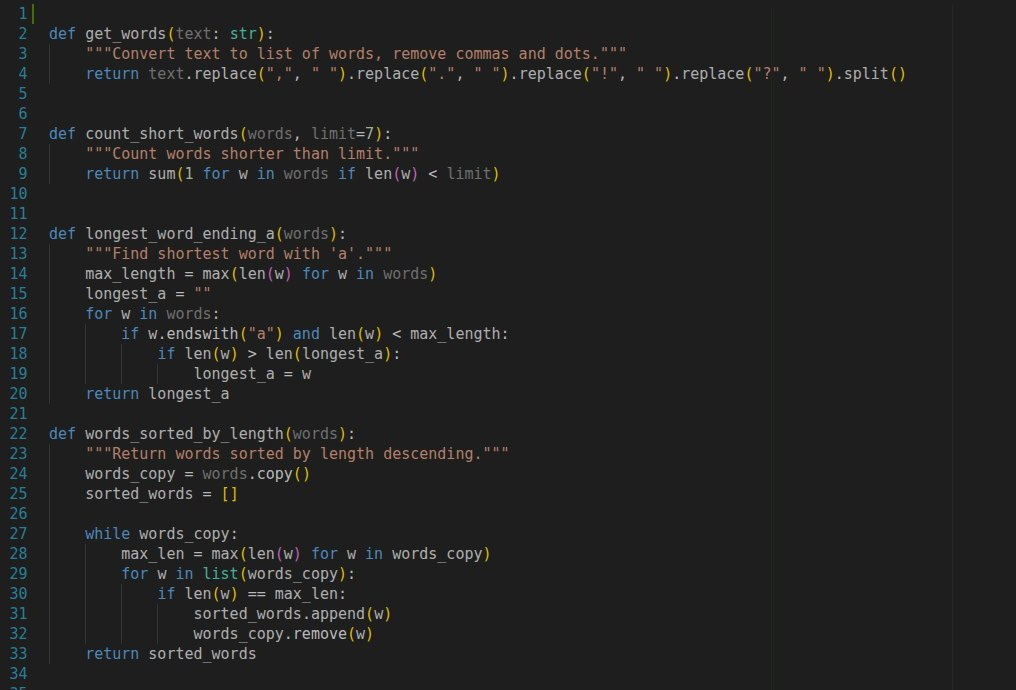 1
2 def get_words(text: str):
3     """Convert text to list of words, remove commas and dots."""
4     return text.replace(",", " ").replace(".", " ").replace("!", " ").replace("?", " ").split()
5
6
7 def count_short_words(words, limit=7):
8     """Count words shorter than limit."""
9     return sum(1 for w in words if len(w) < limit)
10
11
12 def longest_word_ending_a(words):
13     """Find shortest word with 'a'."""
14     max_length = max(len(w) for w in words)
15     longest_a = ""
16     for w in words:
17         if w.endswith("a") and len(w) < max_length:
18             if len(w) > len(longest_a):
19                 longest_a = w
20     return longest_a
21
22 def words_sorted_by_length(words):
23     """Return words sorted by length descending."""
24     words_copy = words.copy()
25     sorted_words = []
26
27     while words_copy:
28         max_len = max(len(w) for w in words_copy)
29         for w in list(words_copy):
30             if len(w) == max_len:
31                 sorted_words.append(w)
32                 words_copy.remove(w)
33     return sorted_words
34